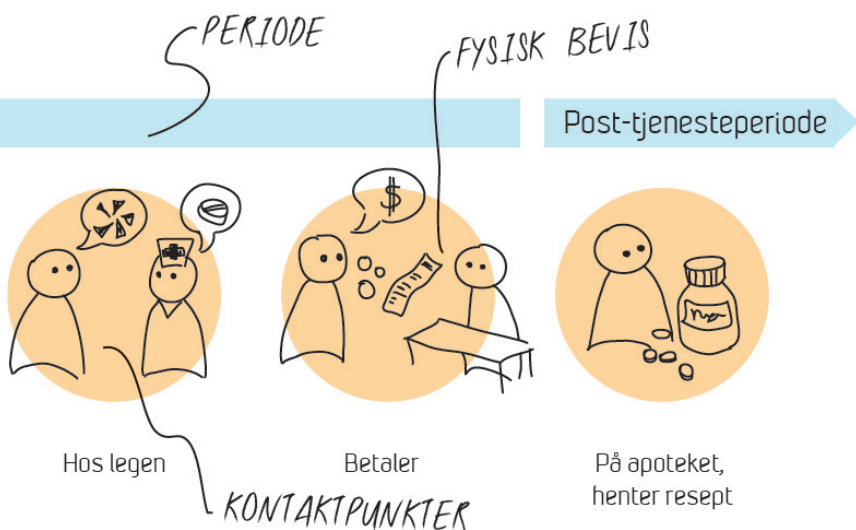 PERIODE
FYSISK BEVIS
Post-tjenesteperiode
$
Hos legen
Betaler
På apoteket,
henter resept
KONTAKTPUNKTER